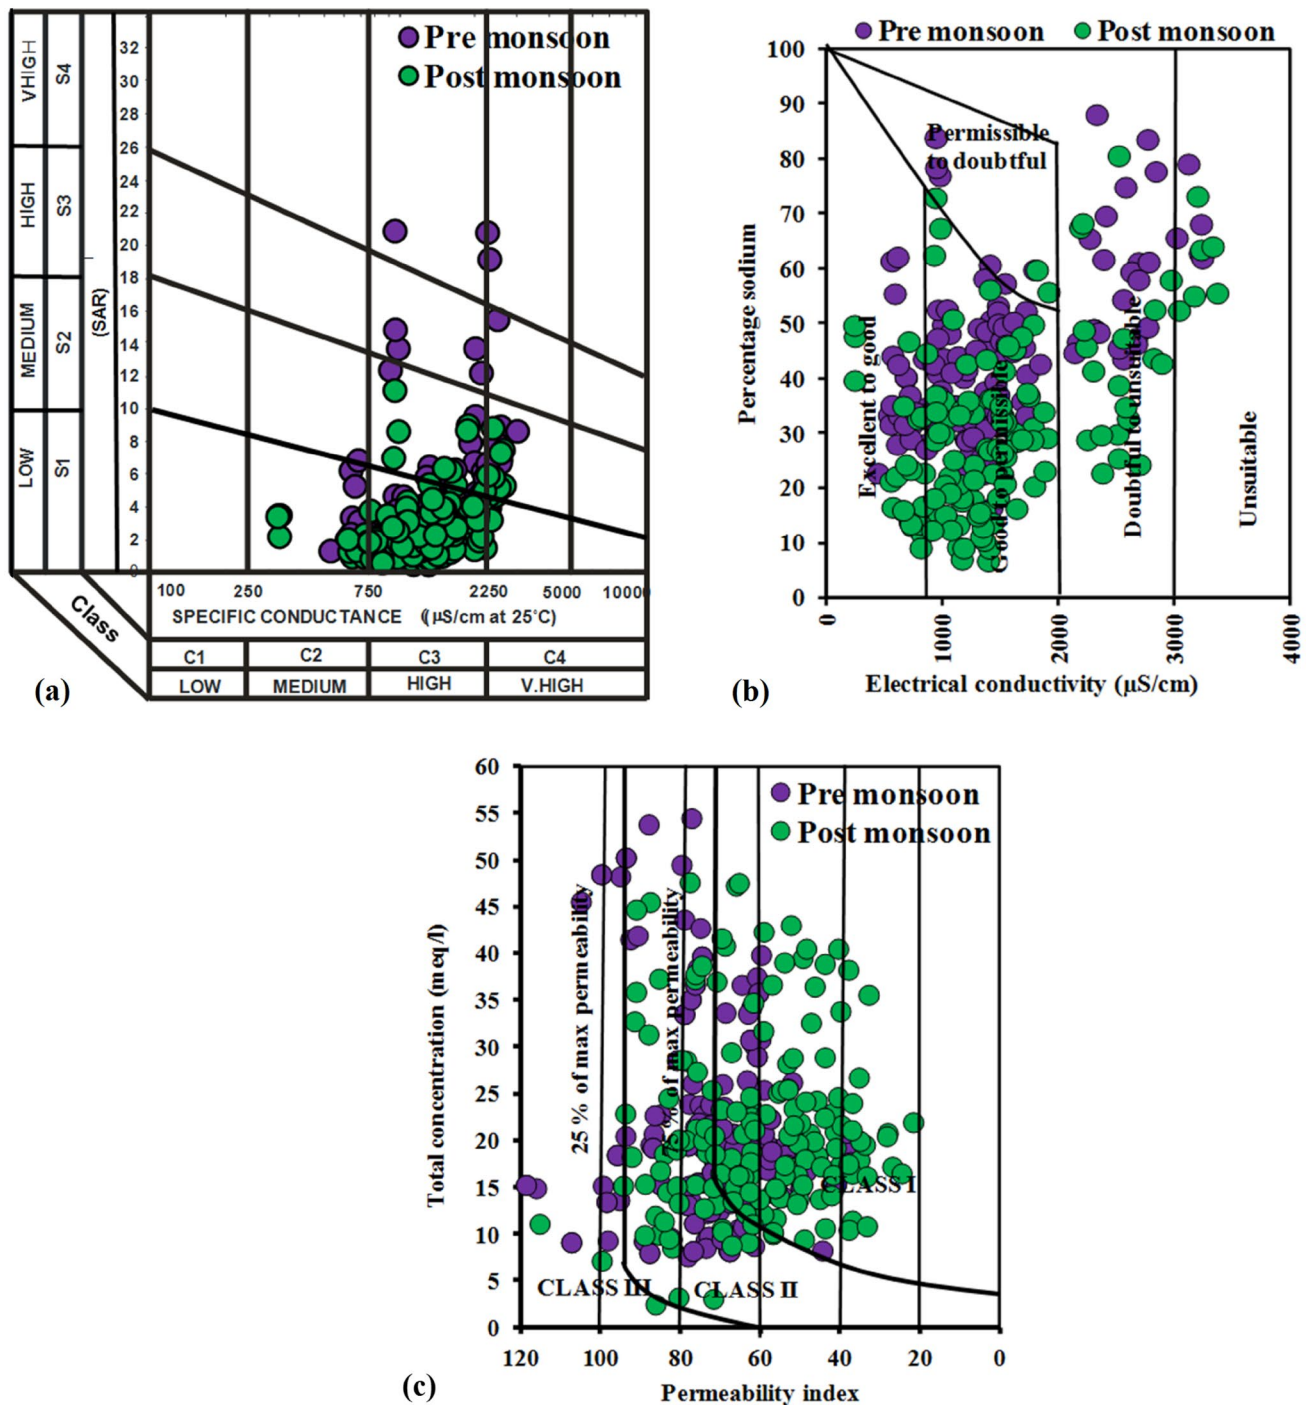 Pre monsoon
Post monsoon
VHIGH S4
HIGH S3
MEDIUM S2
LOW S1
(SAR)
32
30
28
26
24
22
20
18
16
14
12
10
8
6
4
2
0
100 250 750 2250 5000 10000
SPECIFIC CONDUCTANCE ((µS/cm at 25°C)
Class
C1 C2 C3 C4
LOW MEDIUM HIGH V.HIGH
(a)
Pre monsoon Post monsoon
100
90
80
70
60
50
40
30
20
10
0
Percentage sodium
Permissible
to doubtful
Excellent to good
Good to permissible
Doubtful to unsuitable
Unsuitable
0 1000 2000 3000 4000
Electrical conductivity (µS/cm)
(b)
Pre monsoon
Post monsoon
60
55
50
45
40
35
30
25
20
15
10
5
0
Total concentration (meq/l)
25 % of max permeability
75 % of max permeability
CLASS I
CLASS III CLASS II
120 100 80 60 40 20 0
Permeability index
(c)